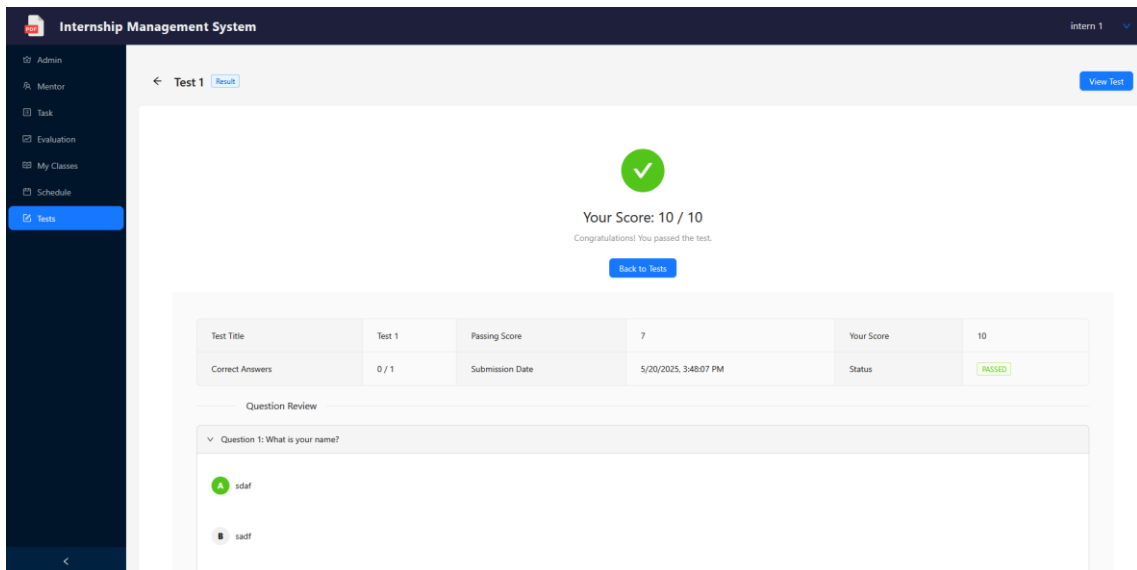 PDF Internship Management System intern 1
Admin
Mentor
Task
Evaluation
My Classes
Schedule
Tests
Test 1 Result View Test
Your Score: 10 / 10
Congratulations! You passed the test.
Back to Tests
Test Title Test 1 Passing Score 7 Your Score 10
Correct Answers 0 / 1 Submission Date 5/20/2025, 3:48:07 PM Status PASSED
Question Review
Question 1: What is your name?
A sdaf
B sadf